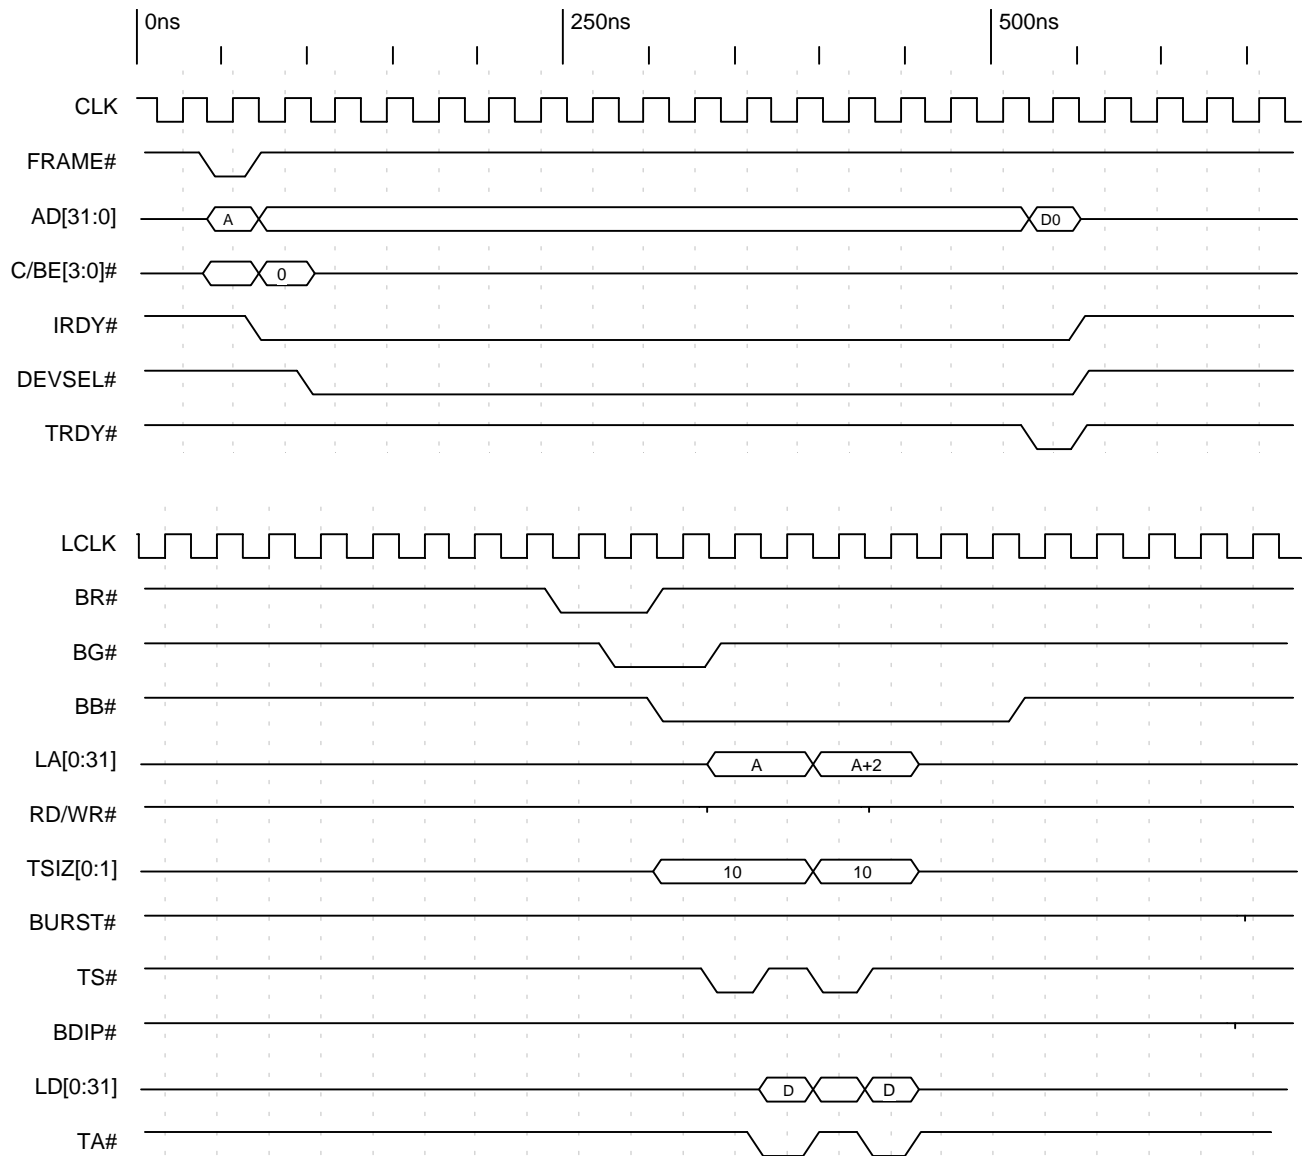 0ns 250ns 500ns
CLK
FRAME#
AD[31:0] A D0
C/BE[3:0]# 0
IRDY#
DEVSEL#
TRDY#
LCLK
BR#
BG#
BB#
LA[0:31] A A+2
RD/WR#
TSIZ[0:1] 10 10
BURST#
TS#
BDIP#
LD[0:31] D D
TA#